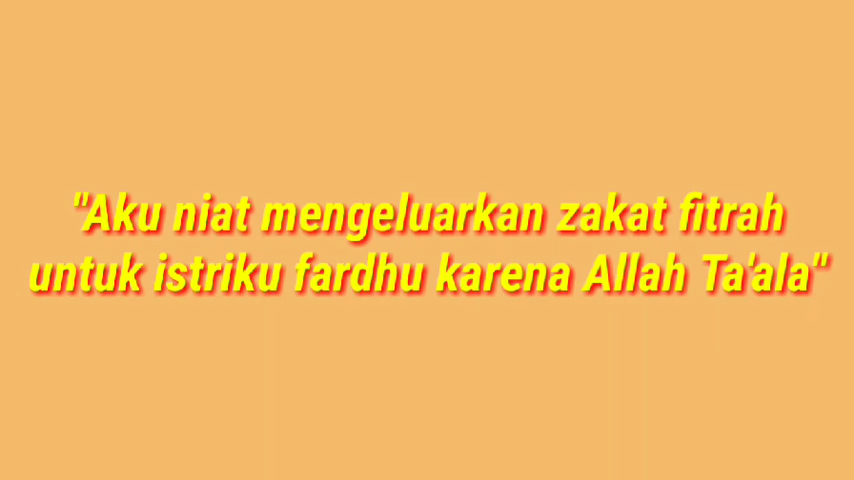 "Aku niat mengeluarkan zakat fitrah
untuk istriku fardhu karena Allah Ta'ala"